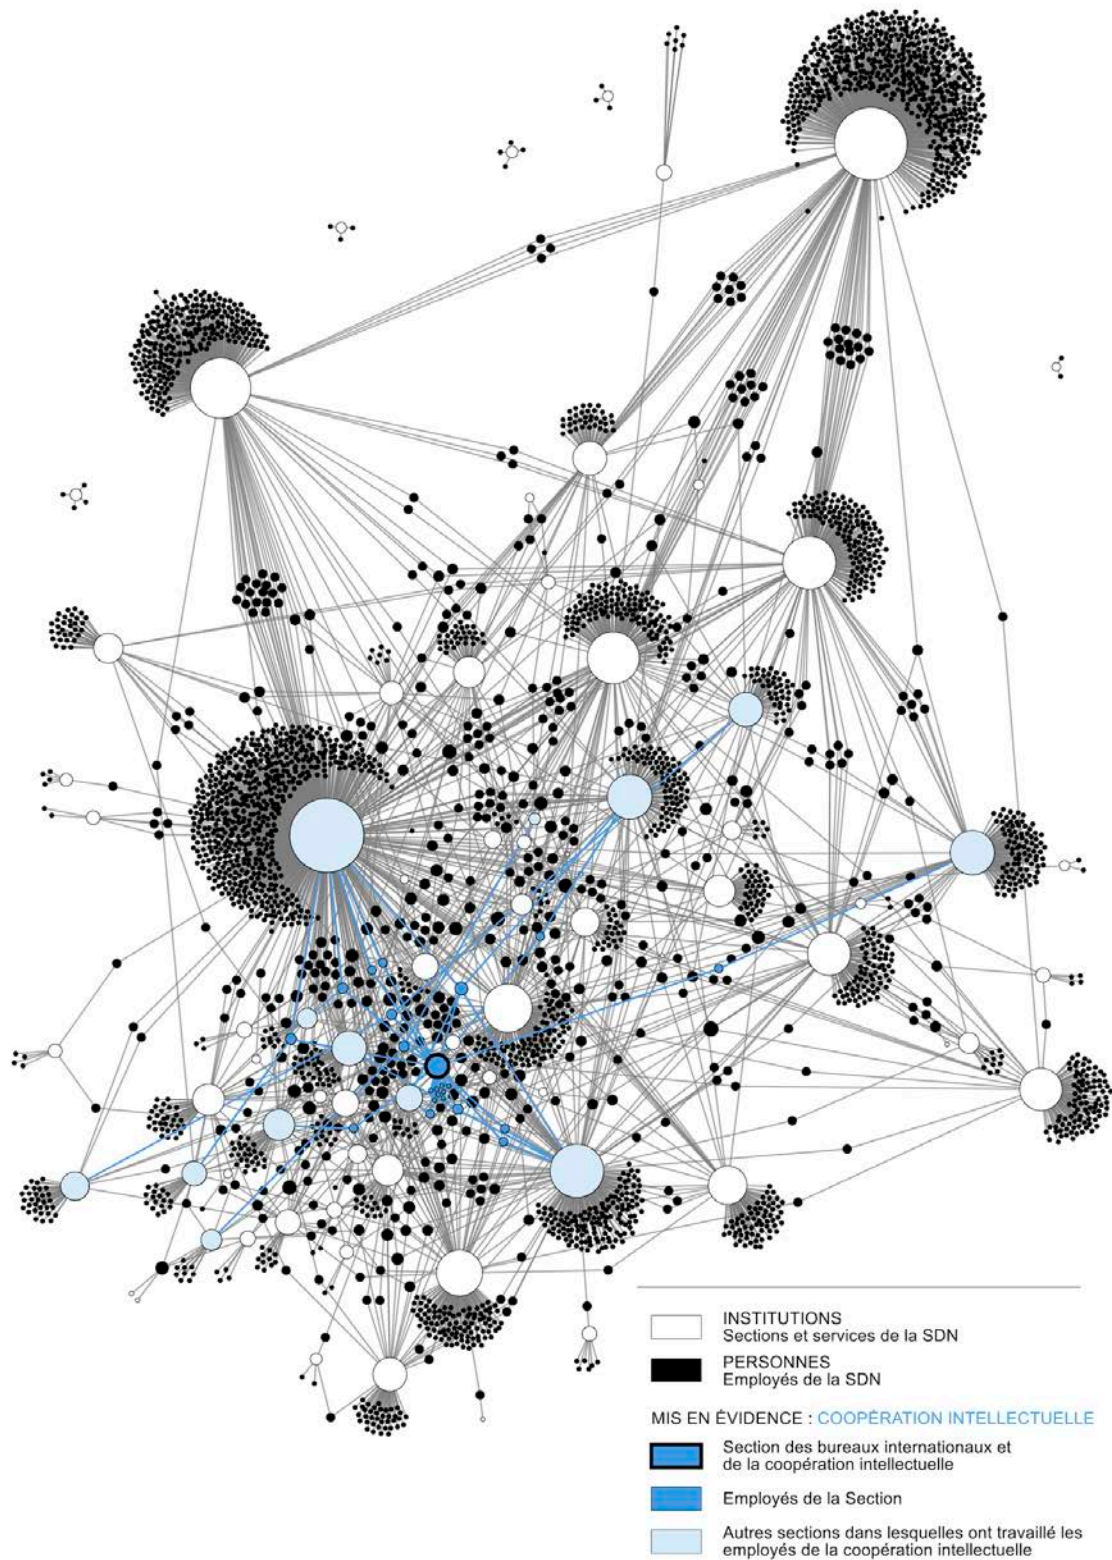 INSTITUTIONS
Sections et services de la SDN
PERSONNES
Employés de la SDN
MIS EN ÉVIDENCE : COOPÉRATION INTELLECTUELLE
Section des bureaux internationaux et
de la coopération intellectuelle
Employés de la Section
Autres sections dans lesquelles ont travaillé les
employés de la coopération intellectuelle